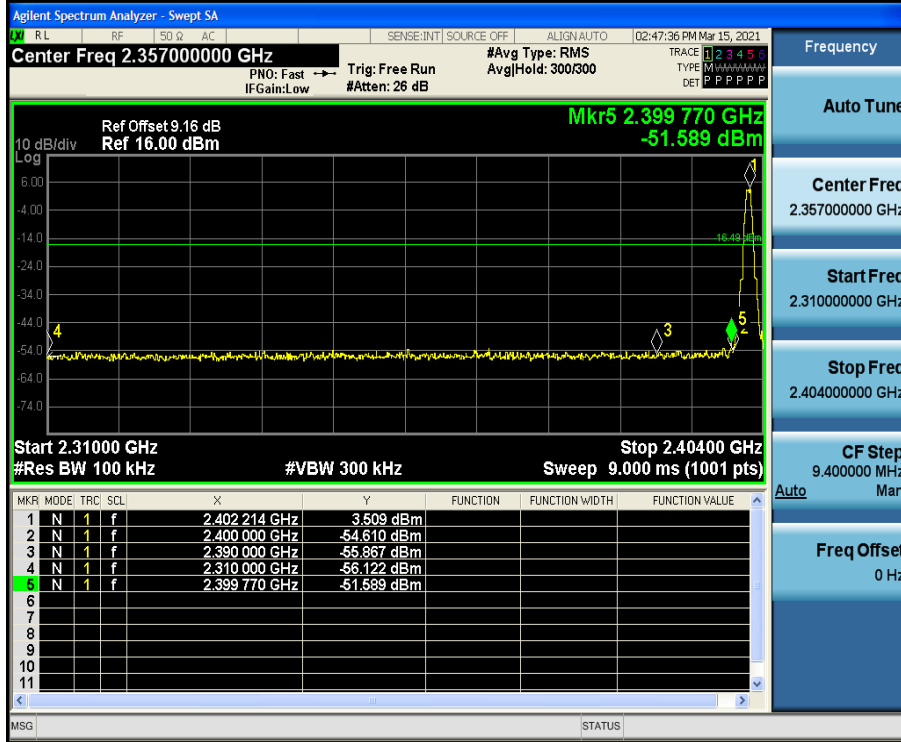 Agilent Spectrum Analyzer - Swept SA
LXI RL RF 50 Ω AC SENSE:INT SOURCE OFF ALIGN AUTO 02:47:36 PM Mar 15, 2021
Center Freq 2.357000000 GHz
PNO: Fast
IFGain:Low
Trig: Free Run
#Atten: 26 dB
#Avg Type: RMS
Avg|Hold: 300/300
TRACE 1 2 3 4 5 6
TYPE M
DET P P P P P P
Mkr5 2.399 770 GHz
-51.589 dBm
Ref Offset 9.16 dB
10 dB/div Ref 16.00 dBm
Log
6.00
-4.00
-14.0
-24.0
-34.0
-44.0
-54.0
-64.0
-74.0
1
-16.49 dBm
4
3
5
2
Start 2.31000 GHz Stop 2.40400 GHz
#Res BW 100 kHz #VBW 300 kHz Sweep 9.000 ms (1001 pts)
MKR MODE TRC SCL X Y FUNCTION FUNCTION WIDTH FUNCTION VALUE
1 N 1 f 2.402 214 GHz 3.509 dBm
2 N 1 f 2.400 000 GHz -54.610 dBm
3 N 1 f 2.390 000 GHz -55.867 dBm
4 N 1 f 2.310 000 GHz -56.122 dBm
5 N 1 f 2.399 770 GHz -51.589 dBm
6
7
8
9
10
11
MSG STATUS
Frequency
Auto Tune
Center Freq
2.357000000 GHz
Start Freq
2.310000000 GHz
Stop Freq
2.404000000 GHz
CF Step
9.400000 MHz
Auto Man
Freq Offset
0 Hz